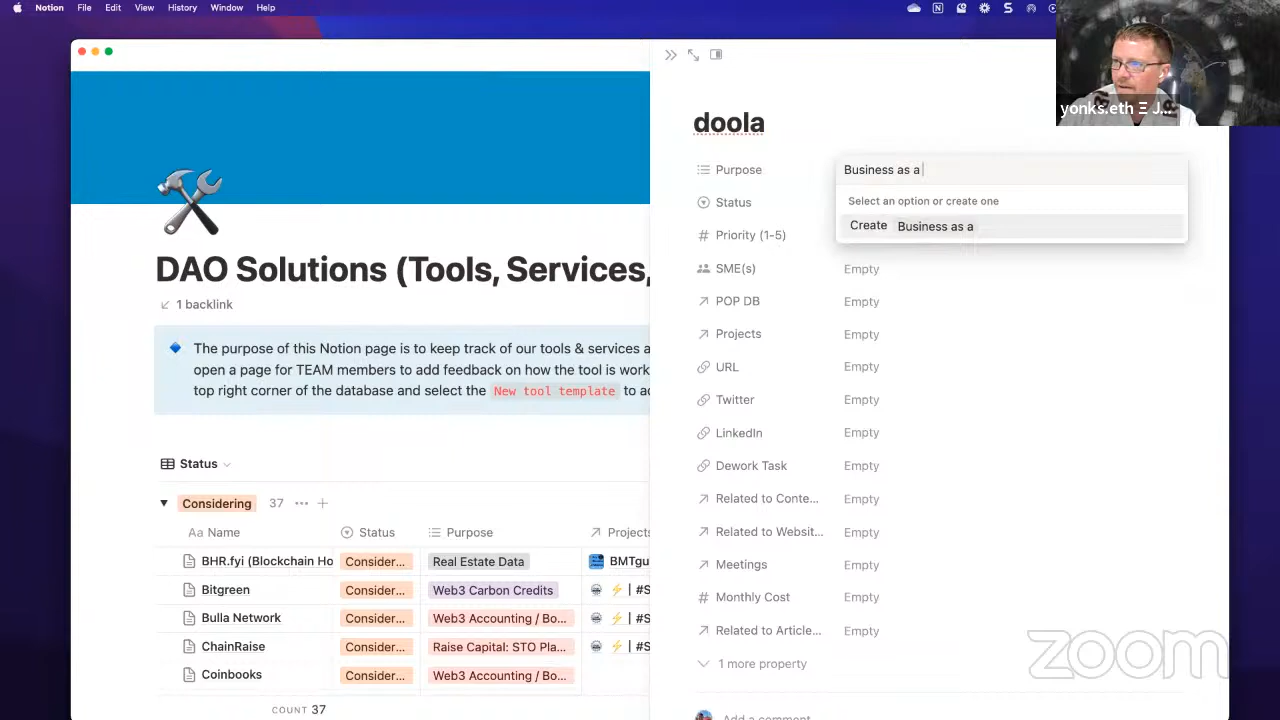 Notion File Edit View History Window Help
yonks.eth Ξ J...
doola
Purpose
Business as a
Select an option or create one
Create Business as a
Status
Priority (1-5)
SME(s) Empty
POP DB Empty
Projects Empty
URL Empty
Twitter Empty
LinkedIn Empty
Dework Task Empty
Related to Conte... Empty
Related to Websit... Empty
Meetings Empty
Monthly Cost Empty
Related to Article... Empty
1 more property
Add a comment
DAO Solutions (Tools, Services,
1 backlink
The purpose of this Notion page is to keep track of our tools & services a
open a page for TEAM members to add feedback on how the tool is work
top right corner of the database and select the New tool template to ac
Status
Considering 37
Aa Name Status Purpose Projects
BHR.fyi (Blockchain Ho Consider... Real Estate Data BMTgu
Bitgreen Consider... Web3 Carbon Credits | #S
Bulla Network Consider... Web3 Accounting / Bo... | #S
ChainRaise Consider... Raise Capital: STO Pla... | #S
Coinbooks Consider... Web3 Accounting / Bo...
COUNT 37
zoom